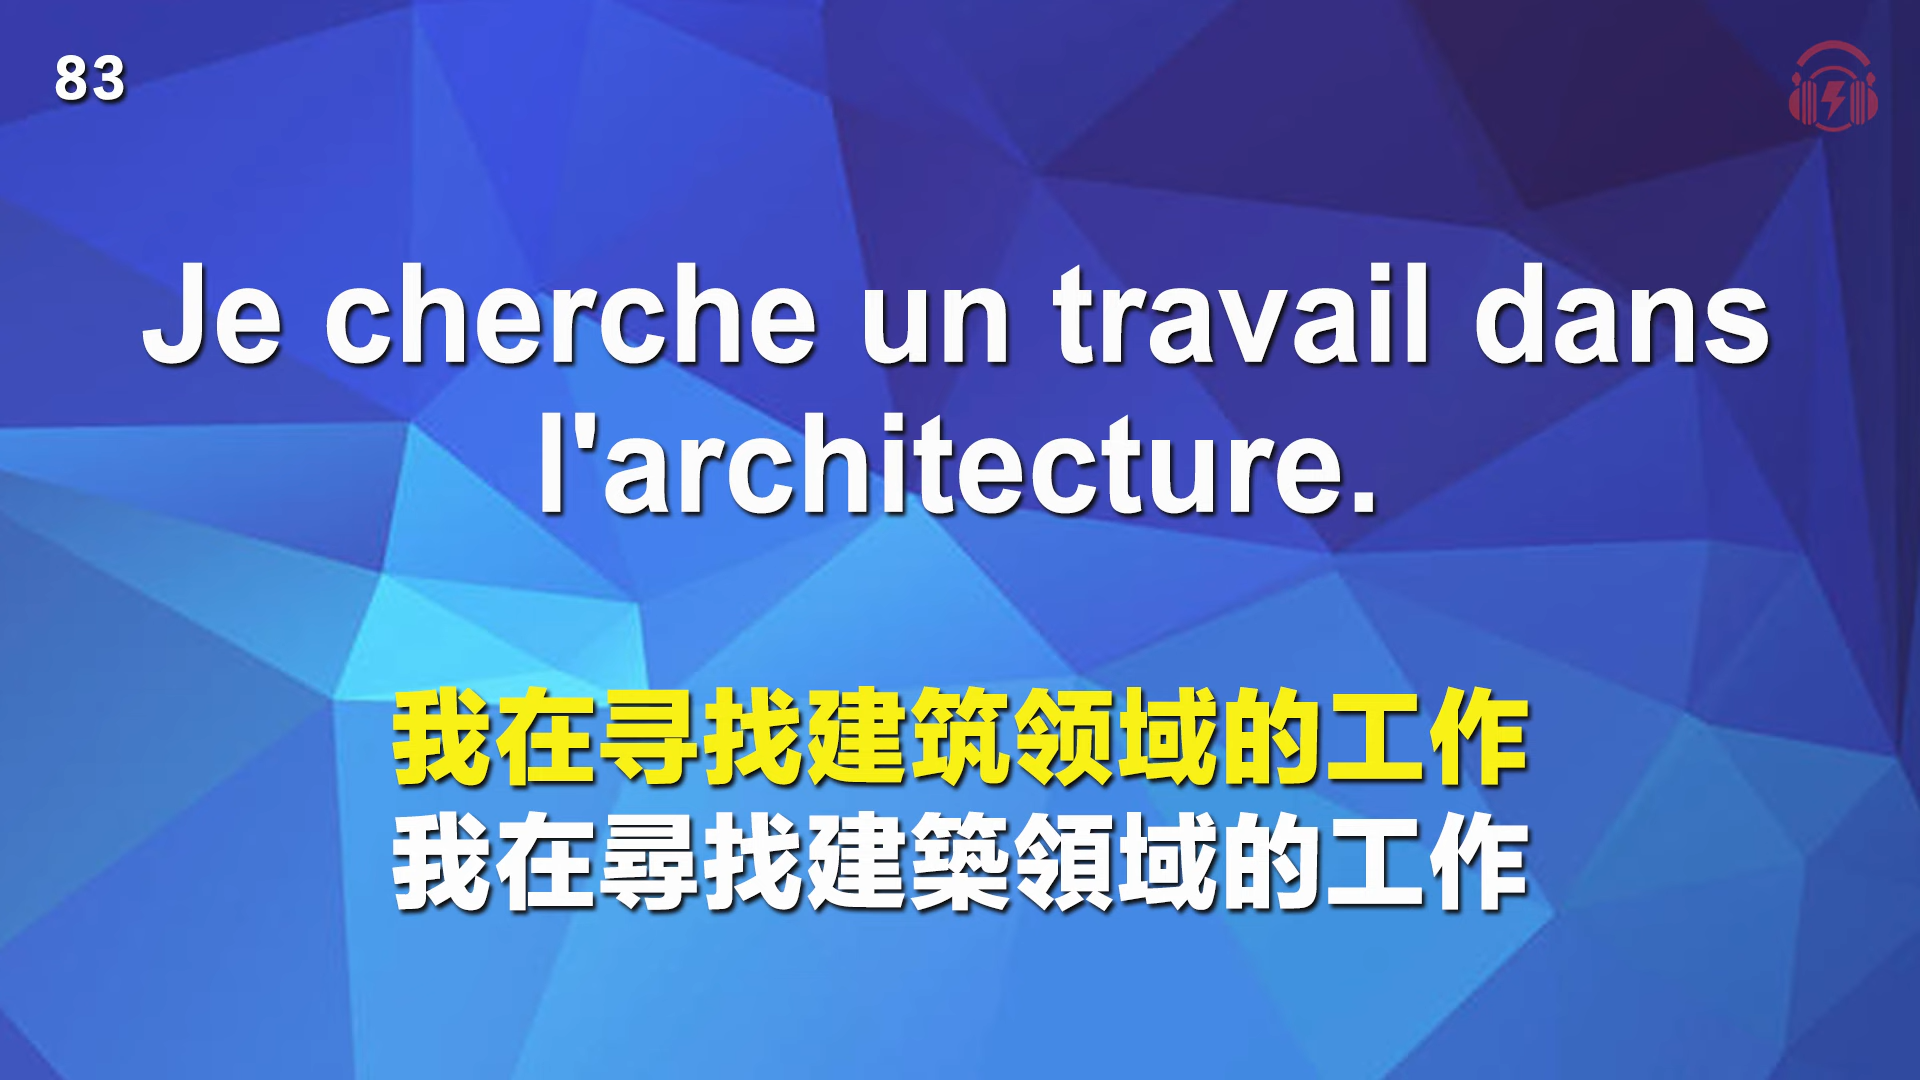 83
Je cherche un travail dans
l'architecture.
我在寻找建筑领域的工作
我在尋找建築領域的工作